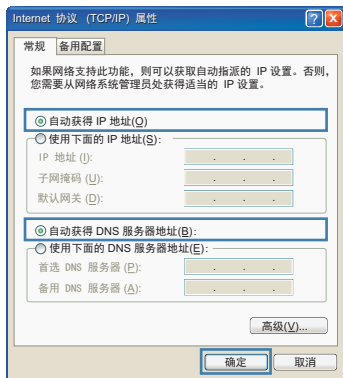 Internet 协议 (TCP/IP) 属性
常规 备用配置
如果网络支持此功能，则可以获取自动指派的 IP 设置。否则，
您需要从网络系统管理员处获得适当的 IP 设置。
自动获得 IP 地址(O)
使用下面的 IP 地址(S):
IP 地址 (I):
子网掩码 (U):
默认网关 (D):
自动获得 DNS 服务器地址(B):
使用下面的 DNS 服务器地址(E):
首选 DNS 服务器 (P):
备用 DNS 服务器 (A):
高级(V)...
确定 取消